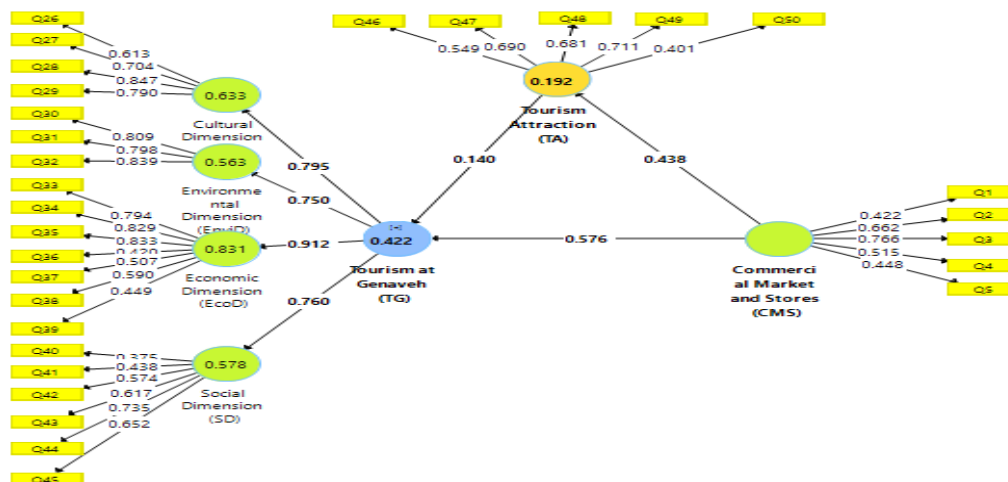 Q26
Q27
Q28
Q29
Q30
Q31
Q32
Q33
Q34
Q35
Q36
Q37
Q38
Q39
Q40
Q41
Q42
Q43
Q44
Q45
0.613
0.704
0.847
0.790
0.809
0.798
0.839
0.794
0.829
0.833
0.420
0.507
0.590
0.449
0.375
0.438
0.574
0.617
0.735
0.652
0.633
Cultural
Dimension
0.563
Environme
ntal
Dimension
(EnviD)
0.831
Economic
Dimension
(EcoD)
0.578
Social
Dimension
(SD)
0.795
0.750
0.912
0.760
[+]
0.422
Tourism at
Genaveh
(TG)
Q46
Q47
Q48
Q49
Q50
0.549
0.690
0.681
0.711
0.401
0.192
Tourism
Attraction
(TA)
0.140
0.438
0.576
Commerci
al Market
and Stores
(CMS)
0.422
0.662
0.766
0.515
0.448
Q1
Q2
Q3
Q4
Q5